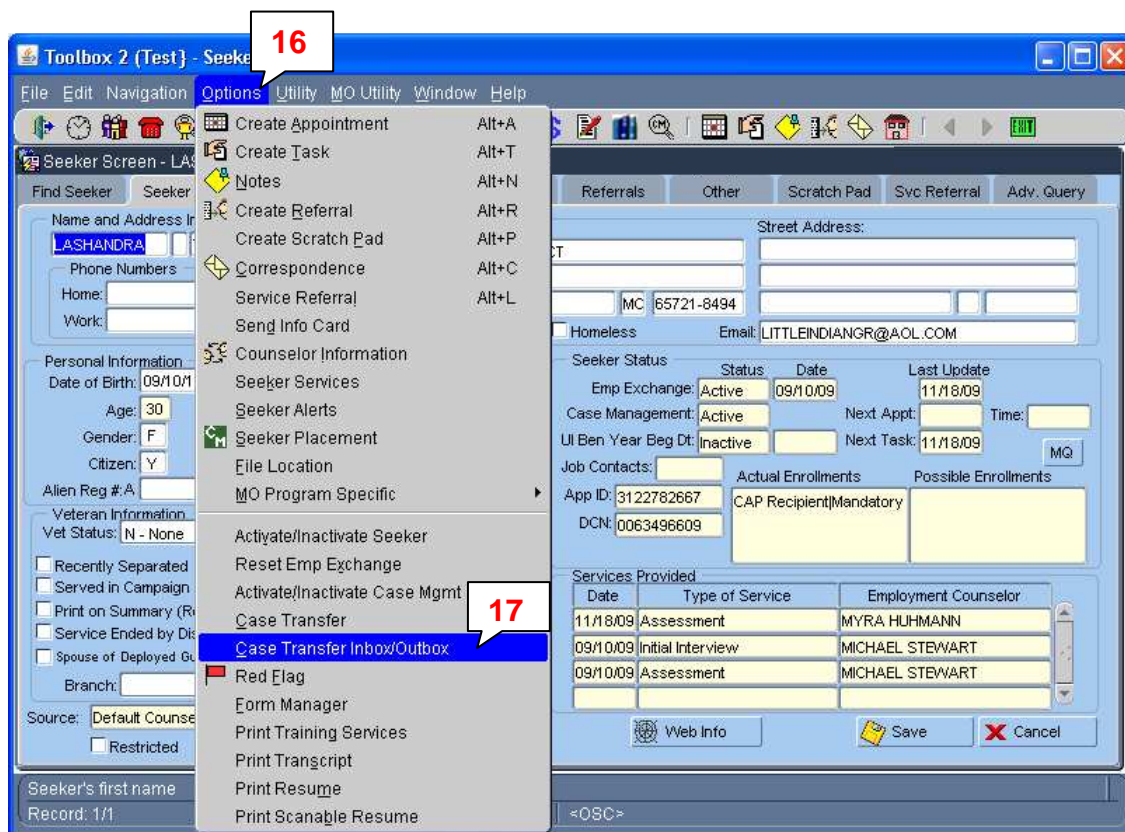 16
Toolbox 2 (Test} - Seeke
File Edit Navigation Options Utility MO Utility Window Help
Create Appointment Alt+A
Create Task Alt+T
Notes Alt+N
Create Referral Alt+R
Create Scratch Pad Alt+P
Correspondence Alt+C
Service Referral Alt+L
Send Info Card
Counselor Information
Seeker Services
Seeker Alerts
Seeker Placement
File Location
MO Program Specific
Activate/Inactivate Seeker
Reset Emp Exchange
Activate/Inactivate Case Mgmt
Case Transfer
17
Case Transfer Inbox/Outbox
Red Flag
Form Manager
Print Training Services
Print Transcript
Print Resume
Print Scanable Resume
EXIT
Seeker Screen - LAS
Find Seeker Seeker Referrals Other Scratch Pad Svc Referral Adv. Query
Name and Address In
LASHANDRA
Phone Numbers
Home:
Work:
Street Address:
CT
MO 65721-8494
Homeless Email: LITTLEINDIANGR@AOL.COM
Personal Information
Date of Birth: 09/10/1
Age: 30
Gender: F
Citizen: Y
Alien Reg #:A
Veteran Information
Vet Status: N - None
Recently Separated
Served in Campaign
Print on Summary (Re
Service Ended by Dis
Spouse of Deployed Gu
Branch:
Source: Default Counse
Restricted
Seeker Status
Status Date Last Update
Emp Exchange: Active 09/10/09 11/18/09
Case Management: Active Next Appt: Time:
UI Ben Year Beg Dt: Inactive Next Task: 11/18/09
MQ
Job Contacts:
Actual Enrollments Possible Enrollments
App ID: 3122782667 CAP Recipient|Mandatory
DCN: 0063496609
Services Provided
Date Type of Service Employment Counselor
11/18/09 Assessment MYRA HUHMANN
09/10/09 Initial Interview MICHAEL STEWART
09/10/09 Assessment MICHAEL STEWART
Web Info Save Cancel
Seeker's first name
Record: 1/1 <OSC>